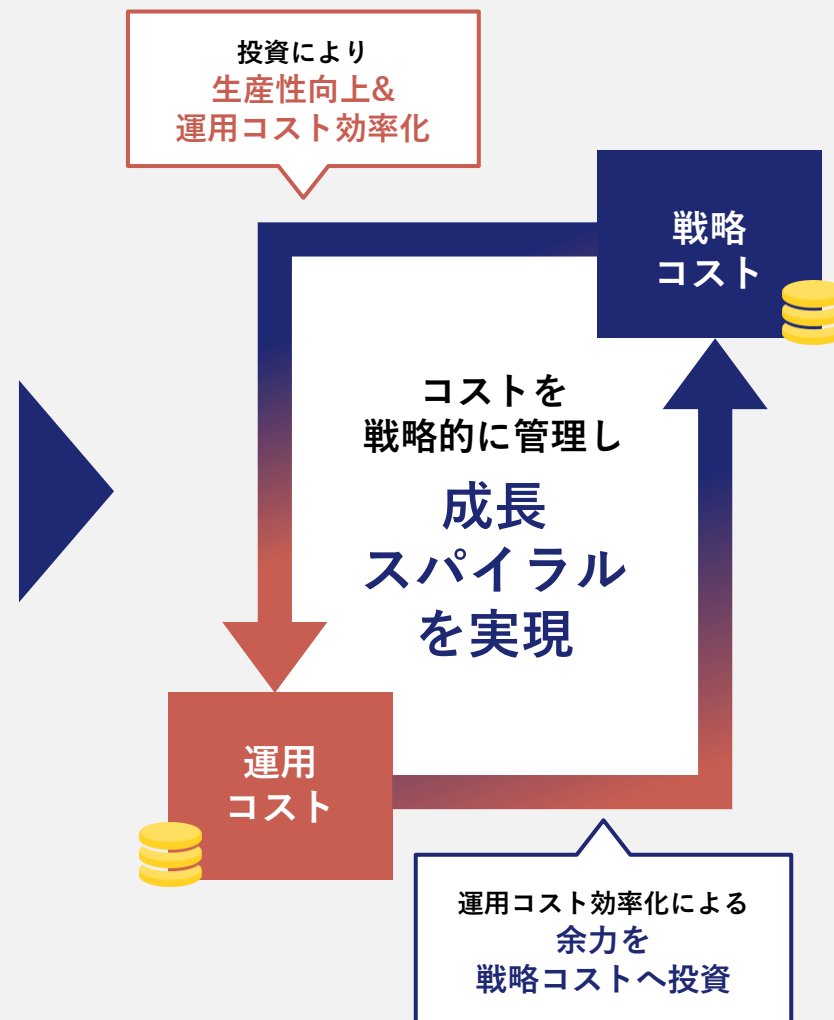 投資により
生産性向上&
運用コスト効率化
戦略
コスト
コストを
戦略的に管理し
成長
スパイラル
を実現
運用
コスト
運用コスト効率化による
余力を
戦略コストへ投資